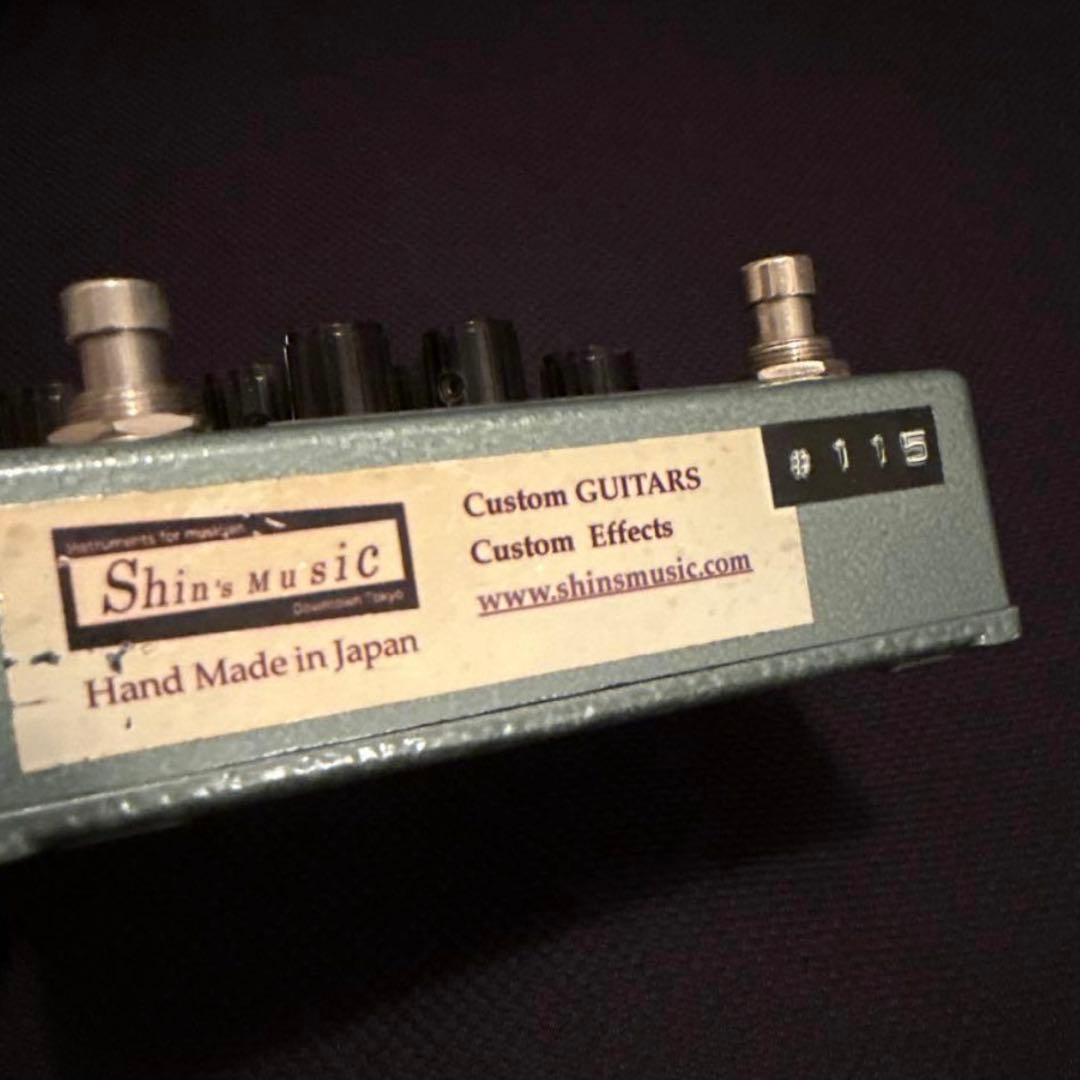 #115
Custom GUITARS
Custom Effects
www.shinsmusic.com
Instruments for musician
Shin's Music
Downtown Tokyo
Hand Made in Japan